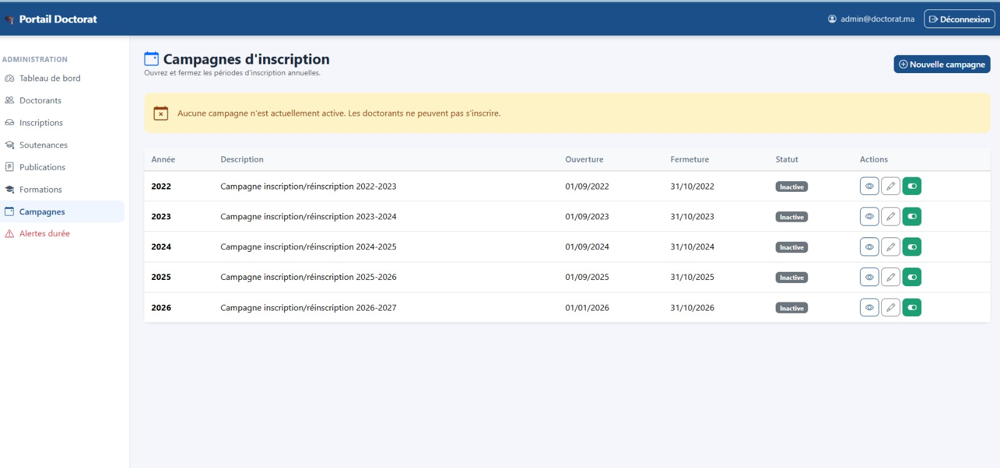 Portail Doctorat
admin@doctorat.ma
Déconnexion
ADMINISTRATION
Tableau de bord
Doctorants
Inscriptions
Soutenances
Publications
Formations
Campagnes
Alertes durée
Campagnes d'inscription
Ouvrez et fermez les périodes d'inscription annuelles.
Nouvelle campagne
Aucune campagne n'est actuellement active. Les doctorants ne peuvent pas s'inscrire.
Année Description Ouverture Fermeture Statut Actions
2022 Campagne inscription/réinscription 2022-2023 01/09/2022 31/10/2022 Inactive
2023 Campagne inscription/réinscription 2023-2024 01/09/2023 31/10/2023 Inactive
2024 Campagne inscription/réinscription 2024-2025 01/09/2024 31/10/2024 Inactive
2025 Campagne inscription/réinscription 2025-2026 01/09/2025 31/10/2025 Inactive
2026 Campagne inscription/réinscription 2026-2027 01/01/2026 31/10/2026 Inactive